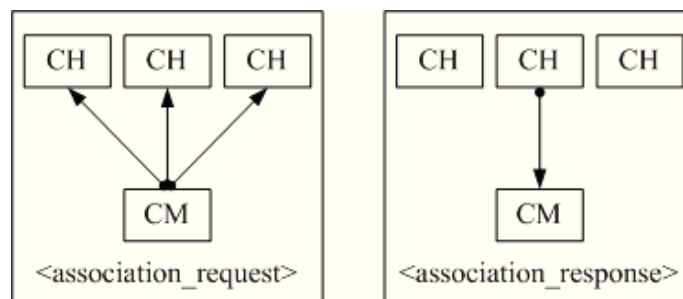 CH CH CH
CM
<association_request>
CH CH CH
CM
<association_response>